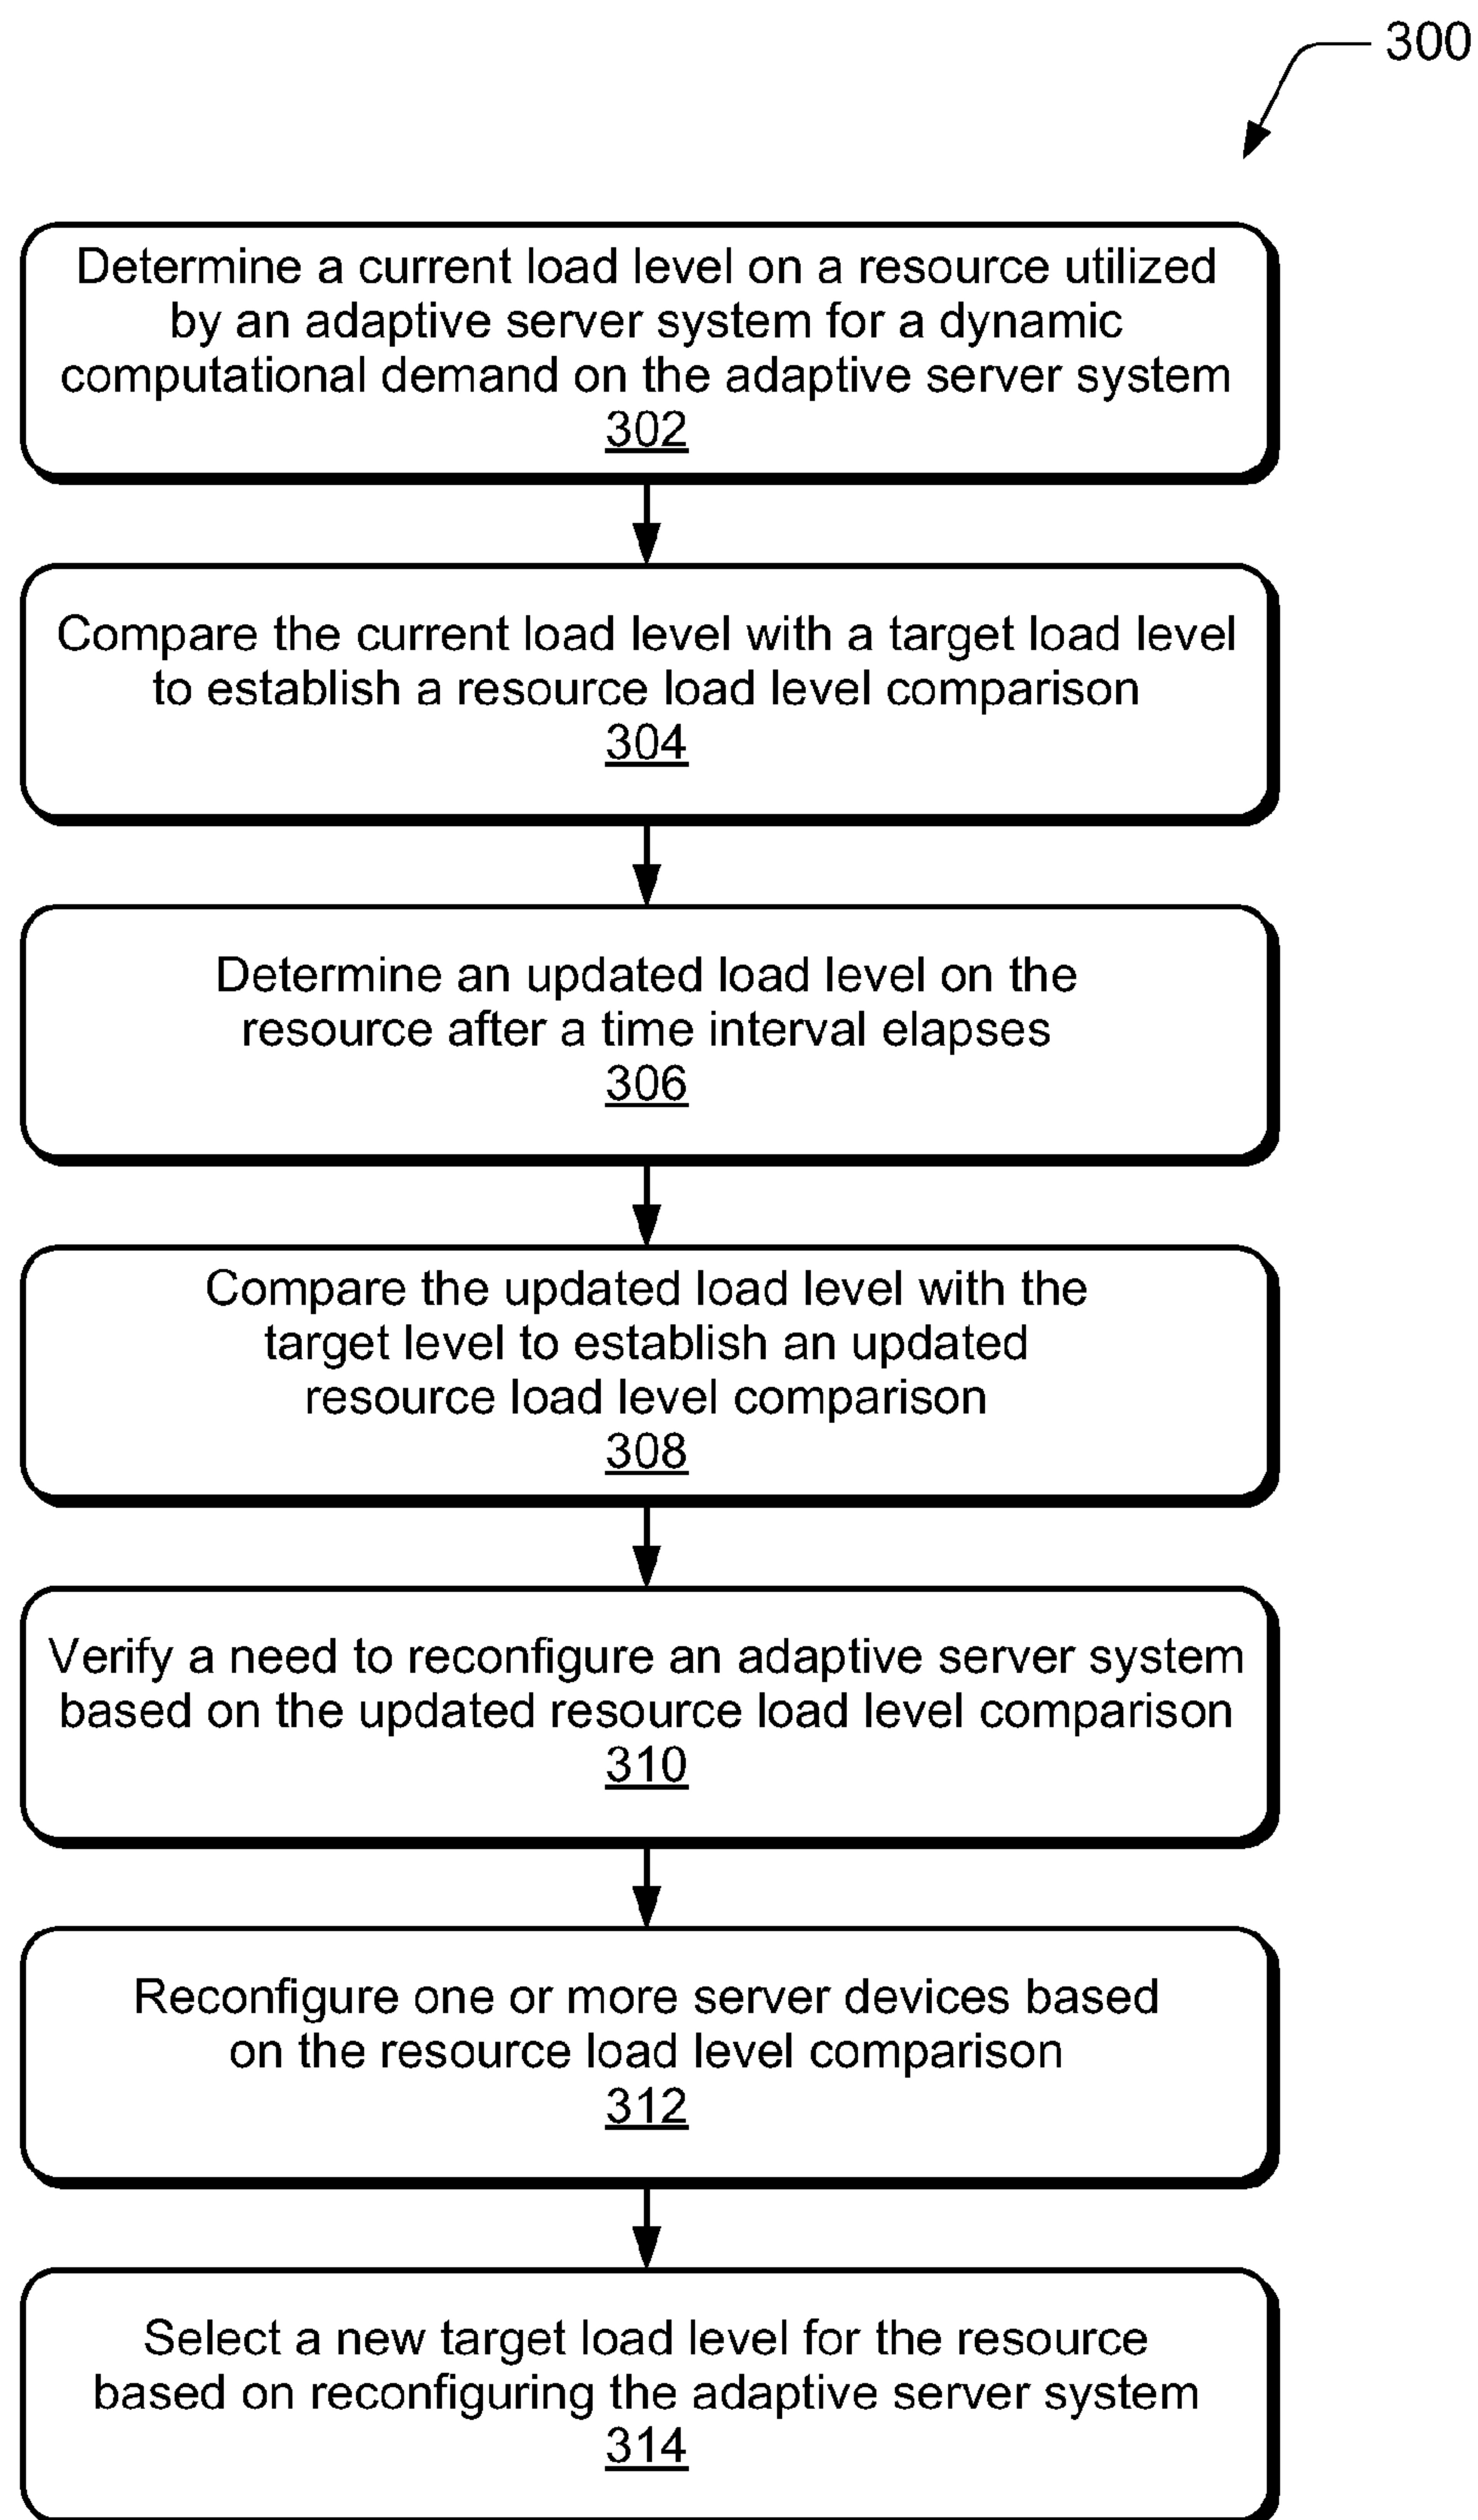 300
Determine a current load level on a resource utilized
by an adaptive server system for a dynamic
computational demand on the adaptive server system
302
Compare the current load level with a target load level
to establish a resource load level comparison
304
Determine an updated load level on the
resource after a time interval elapses
306
Compare the updated load level with the
target level to establish an updated
resource load level comparison
308
Verify a need to reconfigure an adaptive server system
based on the updated resource load level comparison
310
Reconfigure one or more server devices based
on the resource load level comparison
312
Select a new target load level for the resource
based on reconfiguring the adaptive server system
314